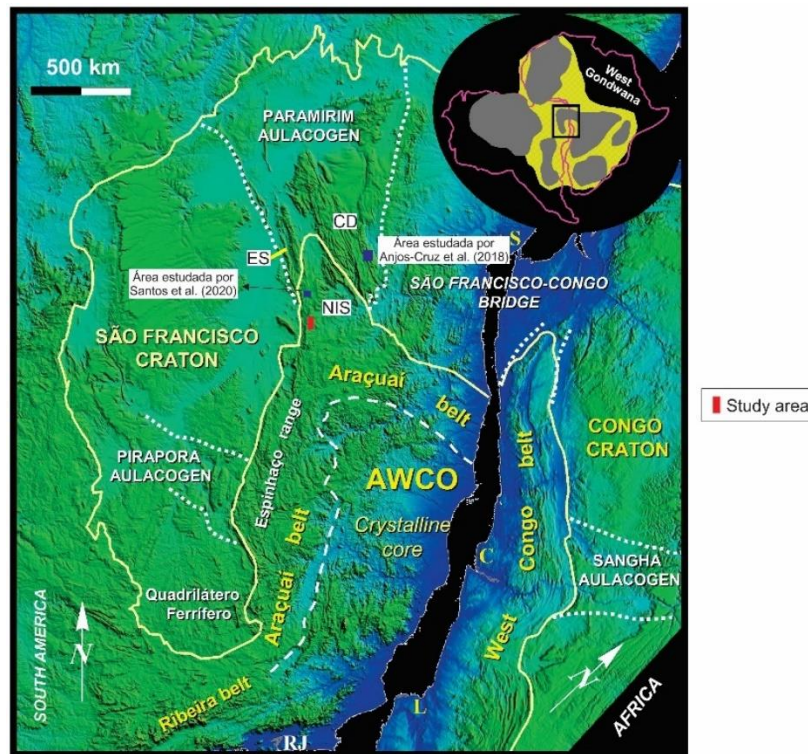 500 km
West
Gondwana
PARAMIRIM
AULACOGEN
CD
ES
Área estudada por
Anjos-Cruz et al. (2018)
S
Área estudada por
Santos et al. (2020)
NIS
SÃO FRANCISCO-CONGO
BRIDGE
SÃO FRANCISCO
CRATON
Araçuaí
belt
Study area
Espinhaço range
PIRAPORA
AULACOGEN
AWCO
Crystalline
core
CONGO
CRATON
West Congo belt
C
SANGHA
AULACOGEN
Quadrilátero
Ferrífero
Araçuaí belt
SOUTH AMERICA
N
N
Ribeira belt
L
RJ
AFRICA